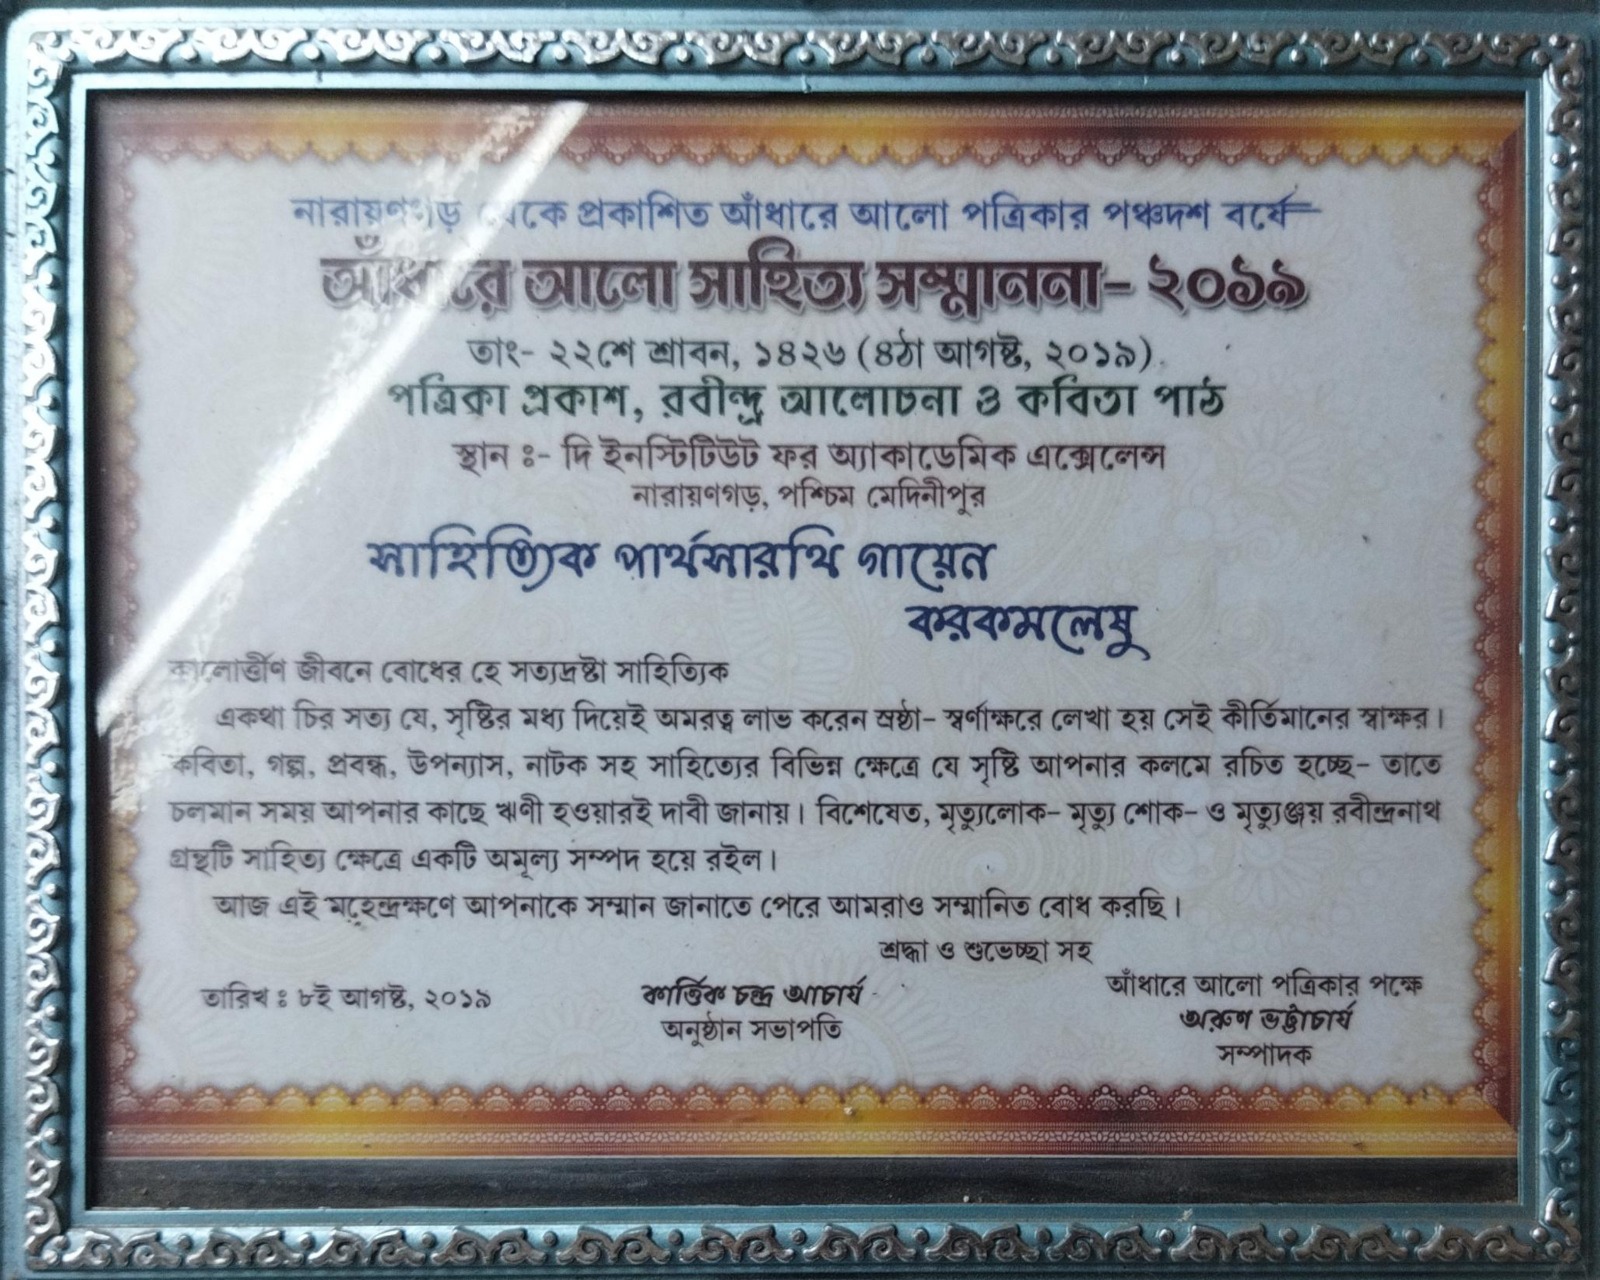 নারায়ণগড় থেকে প্রকাশিত আঁধারে আলো পত্রিকার পঞ্চদশ বর্ষে
আঁধারে আলো সাহিত্য সম্মাননা- ২০১৯
তাং- ২২শে শ্রাবন, ১৪২৬ (৪ঠা আগষ্ট, ২০১৯)
পত্রিকা প্রকাশ, রবীন্দ্র আলোচনা ও কবিতা পাঠ
স্থান ঃ- দি ইনস্টিটিউট ফর অ্যাকাডেমিক এক্সেলেন্স
নারায়ণগড়, পশ্চিম মেদিনীপুর
সাহিত্যিক পার্থসারথি গায়েন
করকমলেষু
কালোর্ত্তীণ জীবনে বোধের হে সত্যদ্রষ্টা সাহিত্যিক
একথা চির সত্য যে, সৃষ্টির মধ্য দিয়েই অমরত্ব লাভ করেন স্রষ্ঠা- স্বর্ণাক্ষরে লেখা হয় সেই কীর্তিমানের স্বাক্ষর।
কবিতা, গল্প, প্রবন্ধ, উপন্যাস, নাটক সহ সাহিত্যের বিভিন্ন ক্ষেত্রে যে সৃষ্টি আপনার কলমে রচিত হচ্ছে- তাতে
চলমান সময় আপনার কাছে ঋণী হওয়ারই দাবী জানায়। বিশেষেত, মৃত্যুলোক- মৃত্যু শোক- ও মৃত্যুঞ্জয় রবীন্দ্রনাথ
গ্রন্থটি সাহিত্য ক্ষেত্রে একটি অমূল্য সম্পদ হয়ে রইল।
আজ এই মহেন্দ্রক্ষণে আপনাকে সম্মান জানাতে পেরে আমরাও সম্মানিত বোধ করছি।
শ্রদ্ধা ও শুভেচ্ছা সহ
তারিখ ঃ ৮ই আগষ্ট, ২০১৯
কার্ত্তিক চন্দ্র আচার্য
অনুষ্ঠান সভাপতি
আঁধারে আলো পত্রিকার পক্ষে
অরুণ ভট্টাচার্য
সম্পাদক